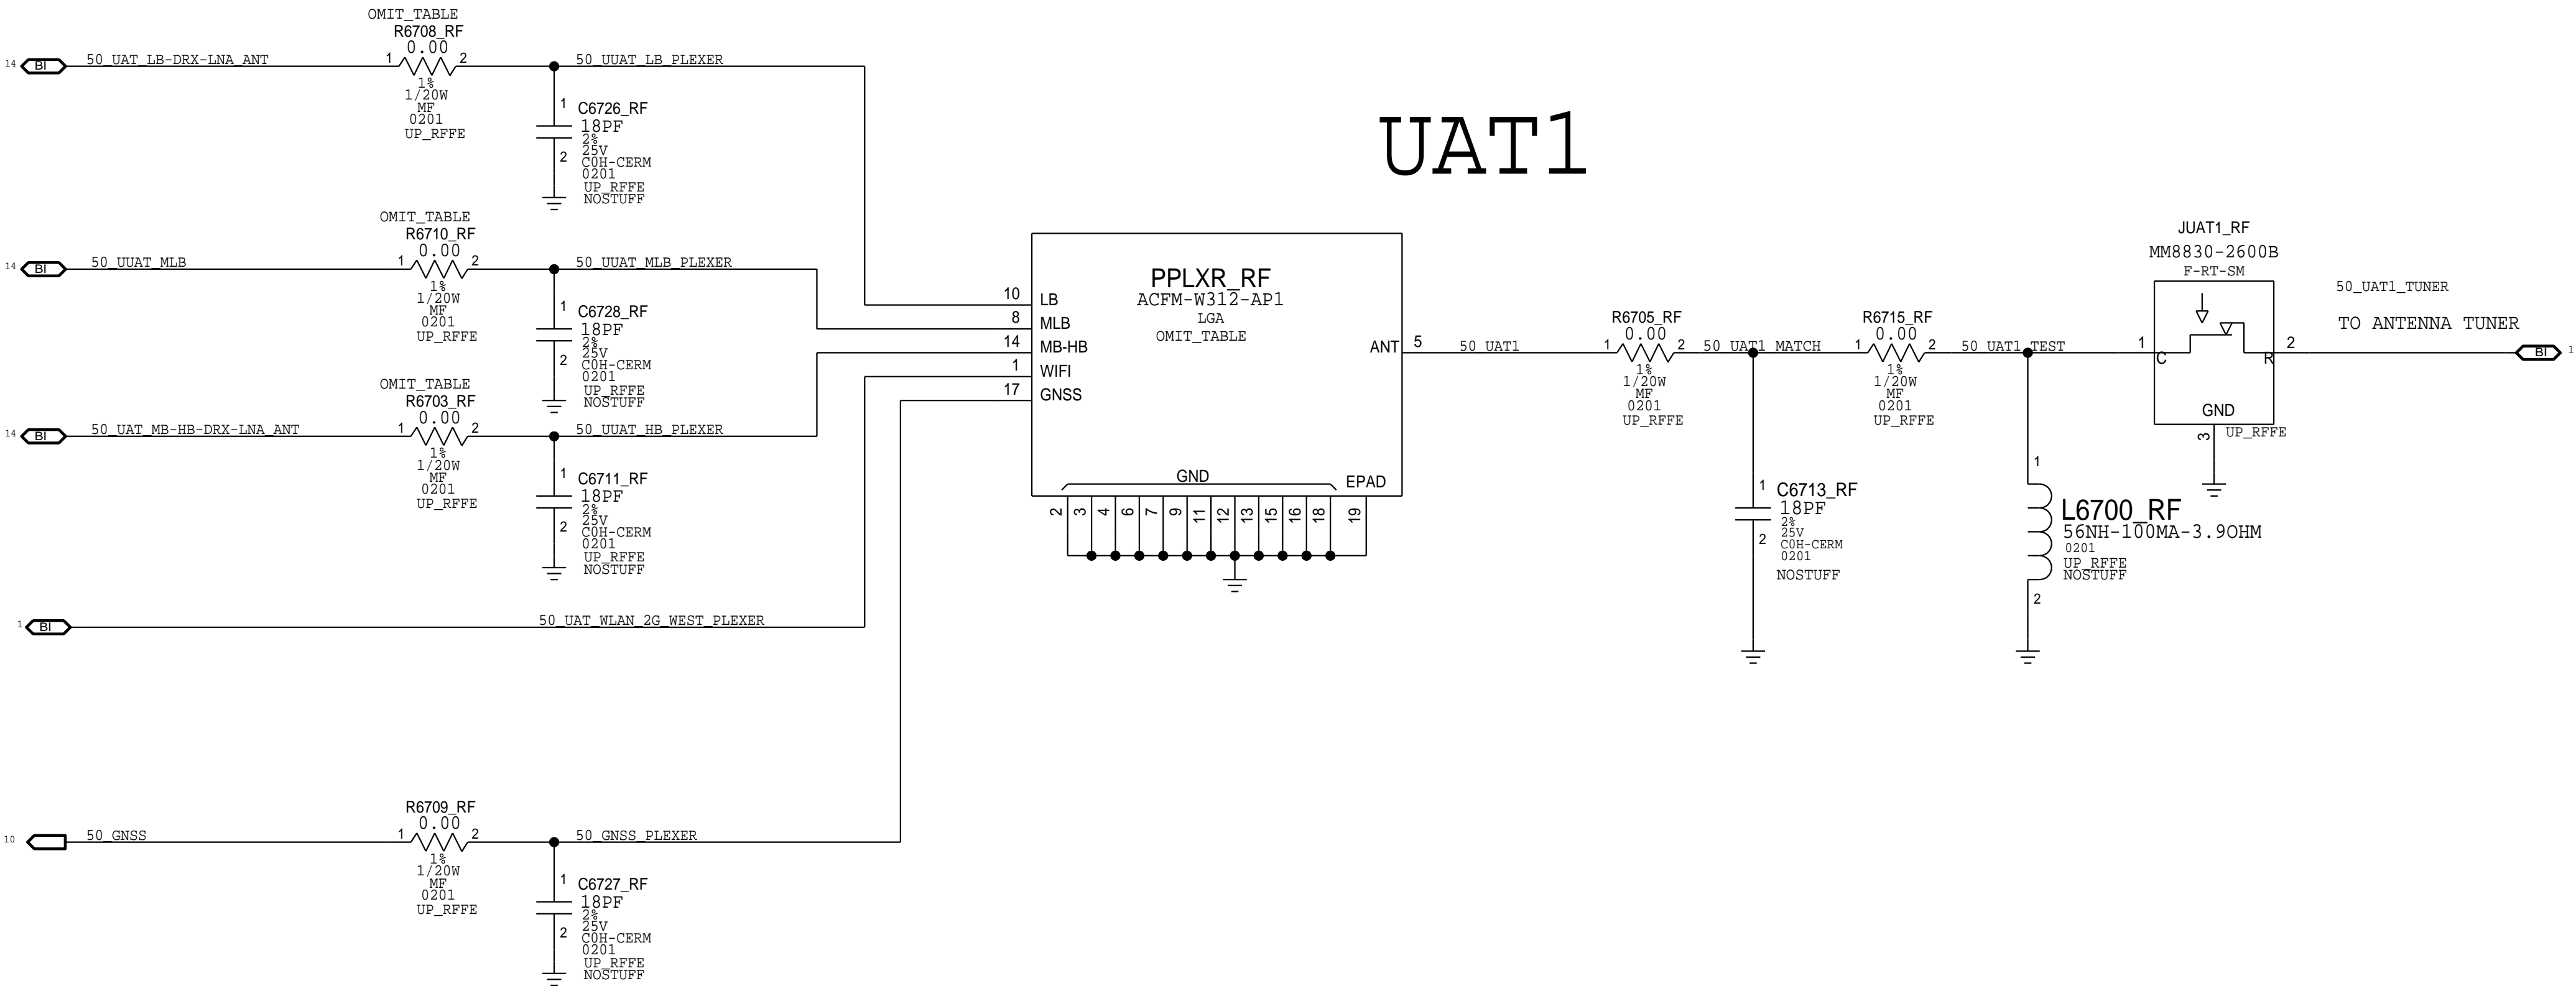 UAT1
OMIT_TABLE
R6708_RF
0.00
14
BI
50_UAT_LB-DRX-LNA_ANT
1
2
50_UUAT_LB_PLEXER
1%
1/20W
MF
0201
UP_RFFE
1
C6726_RF
18PF
2%
25V
2
C0H-CERM
0201
UP_RFFE
NOSTUFF
OMIT_TABLE
R6710_RF
0.00
14
BI
50_UUAT_MLB
1
2
50_UUAT_MLB_PLEXER
1%
1/20W
MF
0201
UP_RFFE
1
C6728_RF
18PF
2%
25V
2
C0H-CERM
0201
UP_RFFE
NOSTUFF
OMIT_TABLE
R6703_RF
0.00
14
BI
50_UAT_MB-HB-DRX-LNA_ANT
1
2
50_UUAT_HB_PLEXER
1%
1/20W
MF
0201
UP_RFFE
1
C6711_RF
18PF
2%
25V
2
C0H-CERM
0201
UP_RFFE
NOSTUFF
1
BI
50_UAT_WLAN_2G_WEST_PLEXER
R6709_RF
0.00
10
50_GNSS
1
2
50_GNSS_PLEXER
1%
1/20W
MF
0201
UP_RFFE
1
C6727_RF
18PF
2%
25V
2
C0H-CERM
0201
UP_RFFE
NOSTUFF
PPLXR_RF
ACFM-W312-AP1
LGA
OMIT_TABLE
10 LB
8 MLB
14 MB-HB
1 WIFI
17 GNSS
ANT 5
GND
EPAD
2 3 4 6 7 9 11 12 13 15 16 18 19
50_UAT1
R6705_RF
0.00
1
2
1%
1/20W
MF
0201
UP_RFFE
50_UAT1_MATCH
1
C6713_RF
18PF
2%
25V
2
C0H-CERM
0201
NOSTUFF
R6715_RF
0.00
1
2
1%
1/20W
MF
0201
UP_RFFE
50_UAT1_TEST
1
L6700_RF
56NH-100MA-3.9OHM
0201
UP_RFFE
NOSTUFF
2
JUAT1_RF
MM8830-2600B
F-RT-SM
1
C
R
2
GND
3
UP_RFFE
50_UAT1_TUNER
TO ANTENNA TUNER
BI
1